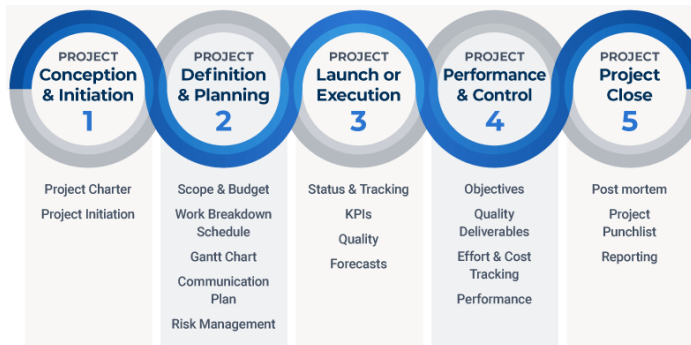 PROJECT
Conception
& Initiation
1
Project Charter
Project Initiation
PROJECT
Definition
& Planning
2
Scope & Budget
Work Breakdown
Schedule
Gantt Chart
Communication
Plan
Risk Management
PROJECT
Launch or
Execution
3
Status & Tracking
KPIs
Quality
Forecasts
PROJECT
Performance
& Control
4
Objectives
Quality
Deliverables
Effort & Cost
Tracking
Performance
PROJECT
Project
Close
5
Post mortem
Project
Punchlist
Reporting